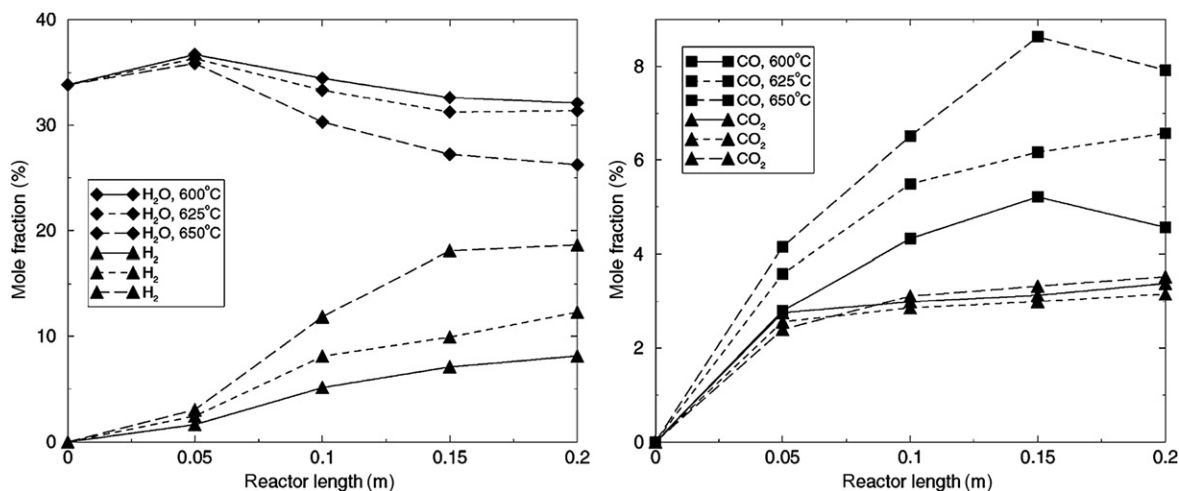 40
30
20
10
0
Mole fraction (%)
H₂O, 600°C
H₂O, 625°C
H₂O, 650°C
H₂
H₂
H₂
0 0.05 0.1 0.15 0.2
Reactor length (m)
8
6
4
2
0
Mole fraction (%)
CO, 600°C
CO, 625°C
CO, 650°C
CO₂
CO₂
CO₂
0 0.05 0.1 0.15 0.2
Reactor length (m)